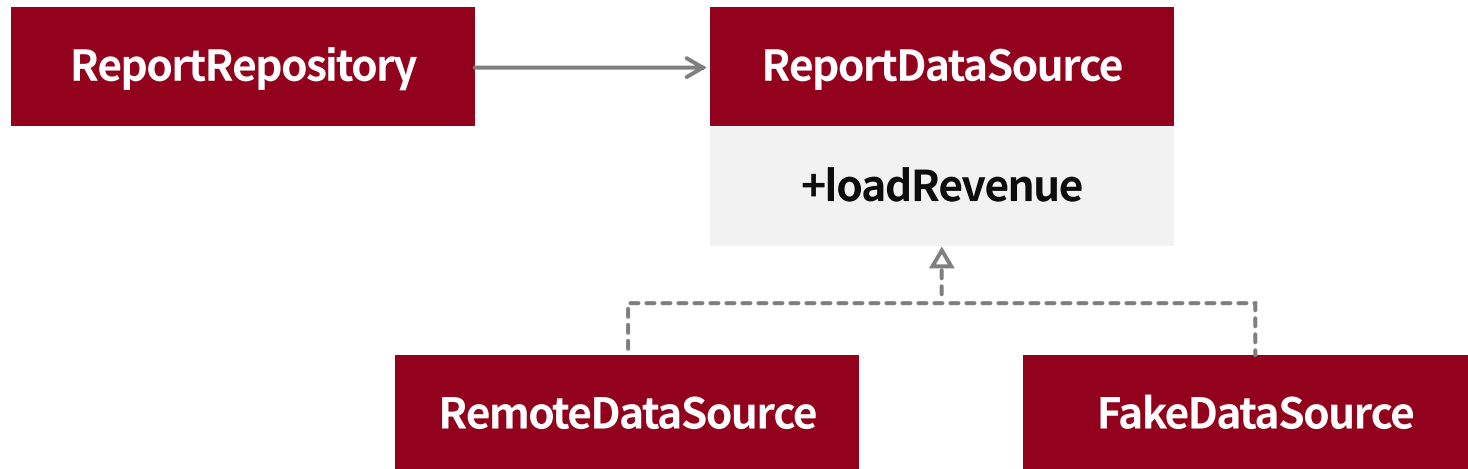 ReportRepository
ReportDataSource
+loadRevenue
RemoteDataSource
FakeDataSource